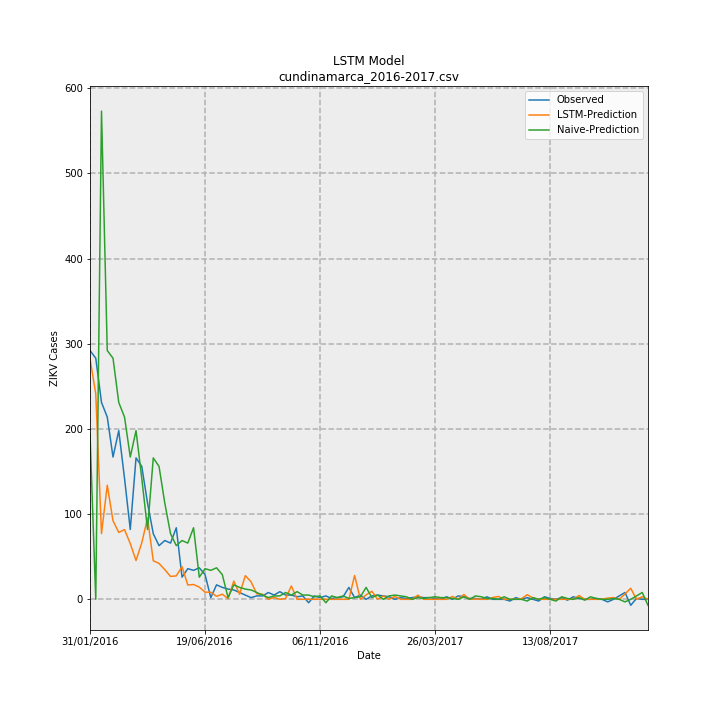 LSTM Model
cundinamarca_2016-2017.csv
Observed
LSTM-Prediction
Naive-Prediction
600
500
400
300
200
100
0
ZIKV Cases
31/01/2016
19/06/2016
06/11/2016
26/03/2017
13/08/2017
Date